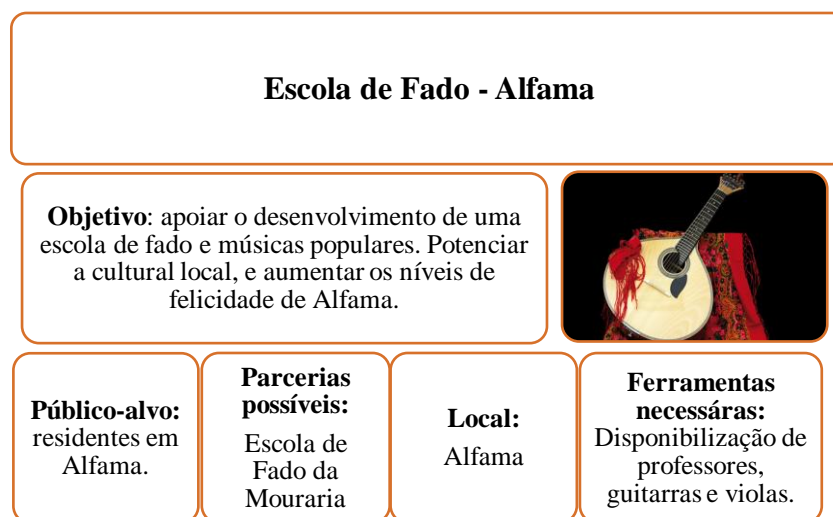 Escola de Fado - Alfama
Objetivo: apoiar o desenvolvimento de uma
escola de fado e músicas populares. Potenciar
a cultural local, e aumentar os níveis de
felicidade de Alfama.
Público-alvo:
residentes em
Alfama.
Parcerias
possíveis:
Escola de
Fado da
Mouraria
Local:
Alfama
Ferramentas
necessáras:
Disponibilização de
professores,
guitarras e violas.